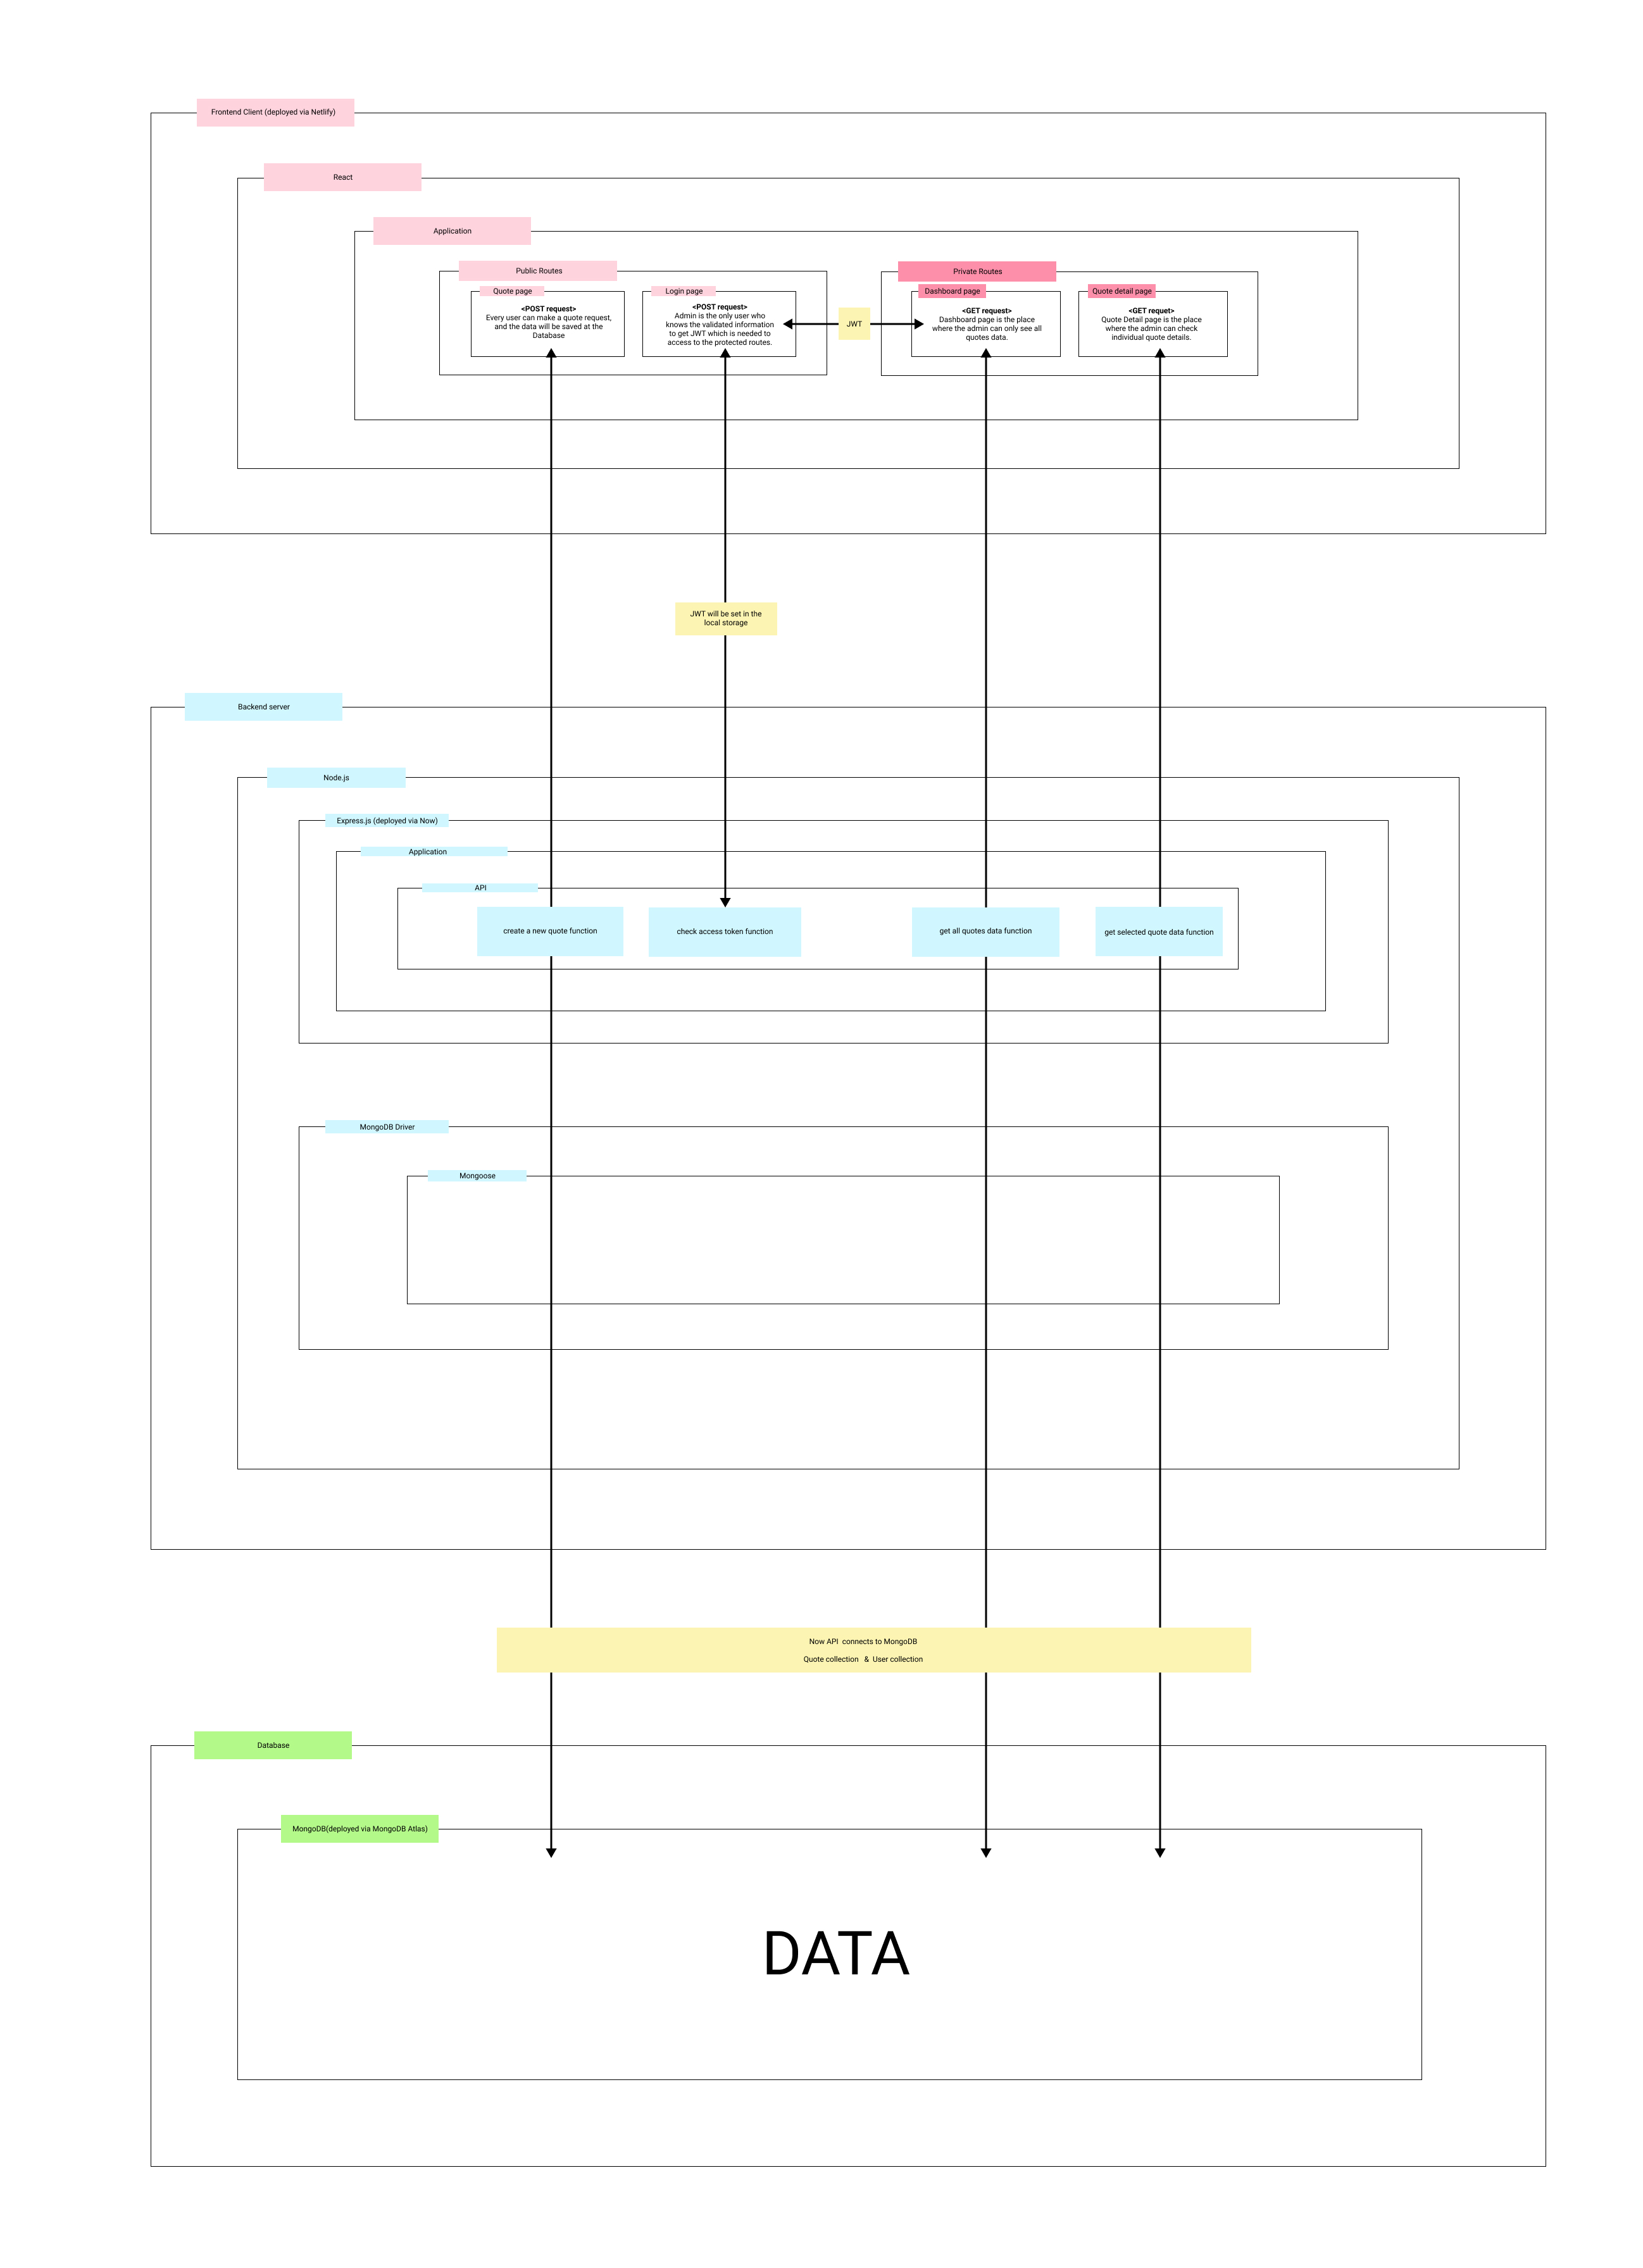 Frontend Client (deployed via Netlify)
React
Application
Public Routes
Private Routes
Quote page
Login page
Dashboard page
Quote detail page
<POST request>
Every user can make a quote request,
and the data will be saved at the
Database
<POST request>
Admin is the only user who
knows the validated information
to get JWT which is needed to
access to the protected routes.
JWT
<GET request>
Dashboard page is the place
where the admin can only see all
quotes data.
<GET requet>
Quote Detail page is the place
where the admin can check
individual quote details.
JWT will be set in the
local storage
Backend server
Node.js
Express.js (deployed via Now)
Application
API
create a new quote function
check access token function
get all quotes data function
get selected quote data function
MongoDB Driver
Mongoose
Now API connects to MongoDB
Quote collection & User collection
Database
MongoDB(deployed via MongoDB Atlas)
DATA